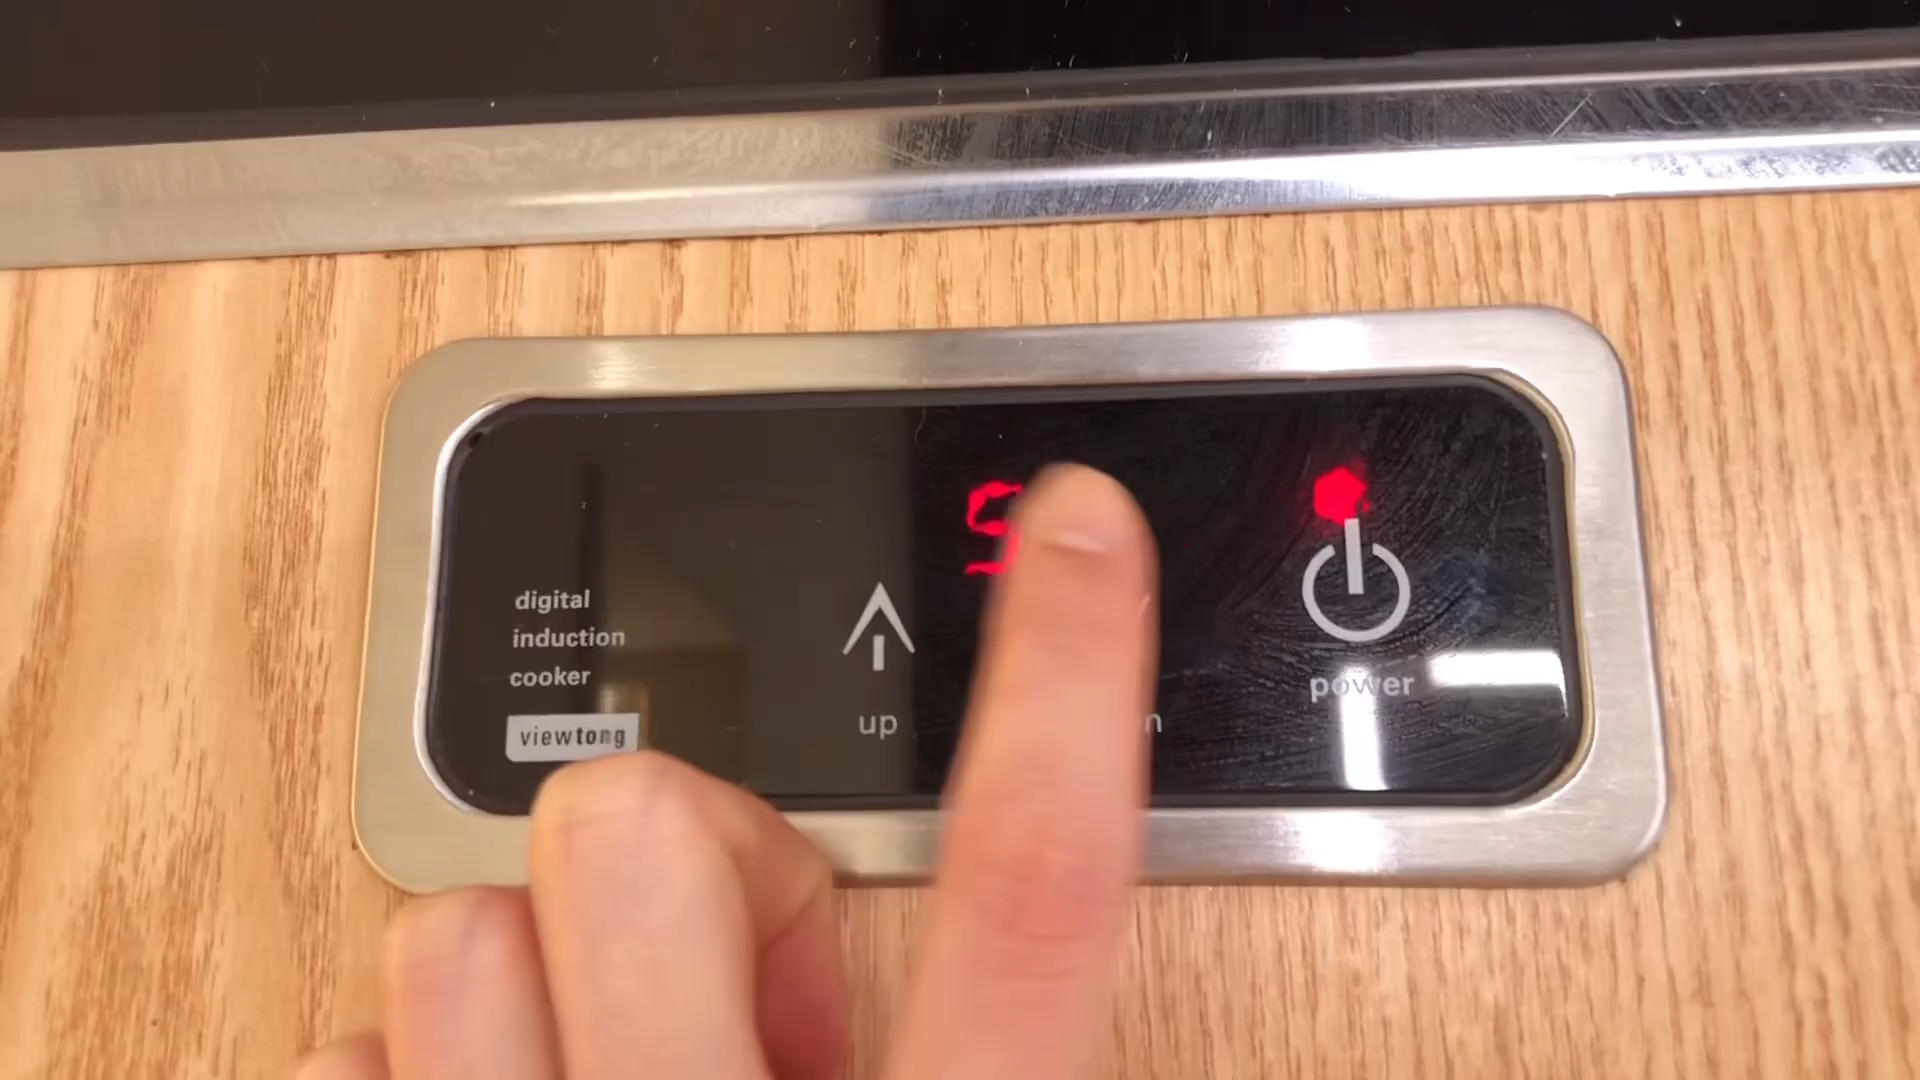 digital
induction
cooker
viewtong
up
power